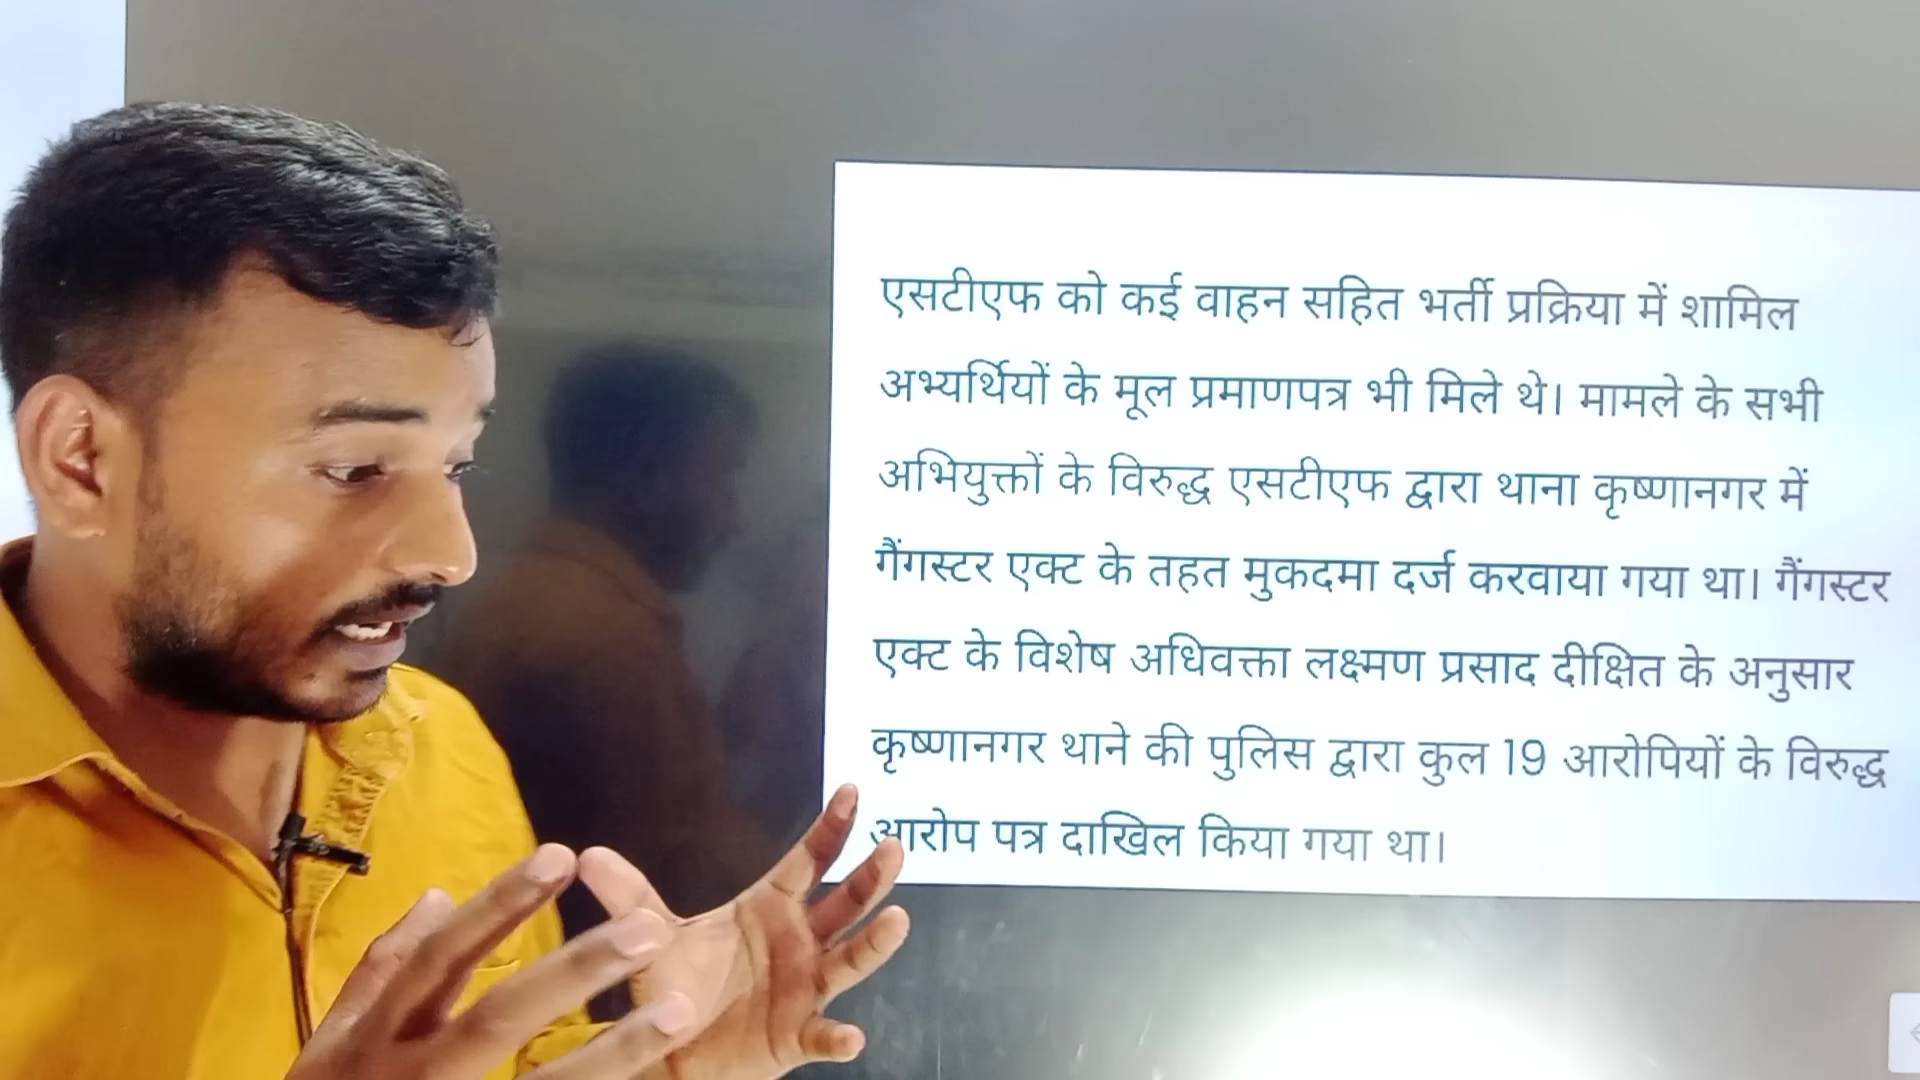 एसटीएफ को कई वाहन सहित भर्ती प्रक्रिया में शामिल
अभ्यर्थियों के मूल प्रमाणपत्र भी मिले थे। मामले के सभी
अभियुक्तों के विरुद्ध एसटीएफ द्वारा थाना कृष्णानगर में
गैंगस्टर एक्ट के तहत मुकदमा दर्ज करवाया गया था। गैंगस्टर
एक्ट के विशेष अधिवक्ता लक्ष्मण प्रसाद दीक्षित के अनुसार
कृष्णानगर थाने की पुलिस द्वारा कुल 19 आरोपियों के विरुद्ध
आरोप पत्र दाखिल किया गया था।